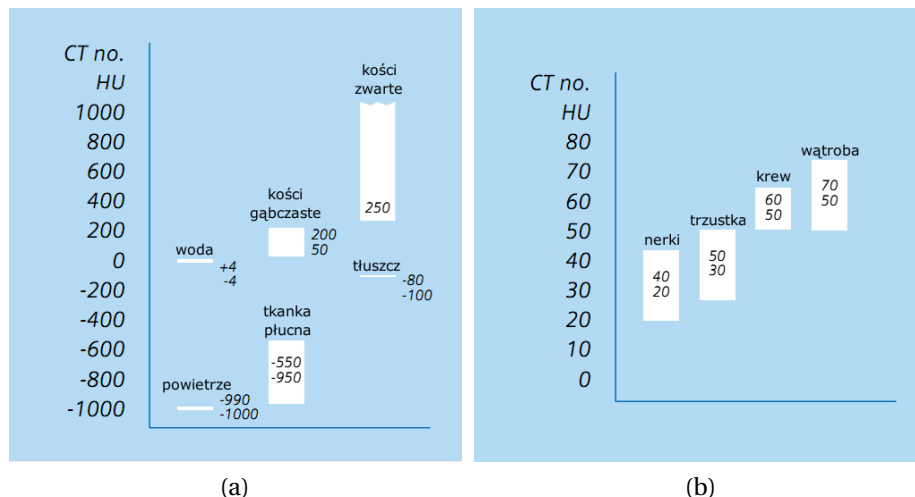 CT no.
HU
1000
800
600
400
200
0
-200
-400
-600
-800
-1000
kości
zwarte
250
kości
gąbczaste
200
50
woda
+4
-4
tłuszcz
-80
-100
tkanka
płucna
-550
-950
powietrze
-990
-1000
(a)
CT no.
HU
80
70
60
50
40
30
20
10
0
wątroba
70
50
krew
60
50
trzustka
50
30
nerki
40
20
(b)